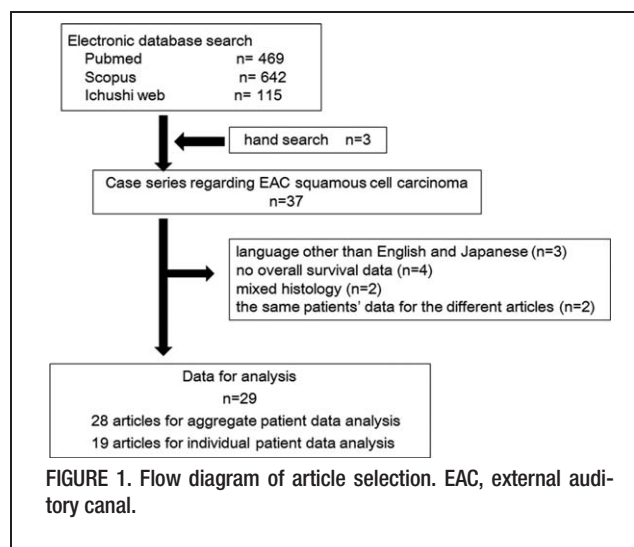 Electronic database search
Pubmed n= 469
Scopus n= 642
Ichushi web n= 115
hand search n=3
Case series regarding EAC squamous cell carcinoma
n=37
language other than English and Japanese (n=3)
no overall survival data (n=4)
mixed histology (n=2)
the same patients' data for the different articles (n=2)
Data for analysis
n=29
28 articles for aggregate patient data analysis
19 articles for individual patient data analysis
FIGURE 1. Flow diagram of article selection. EAC, external audi-
tory canal.